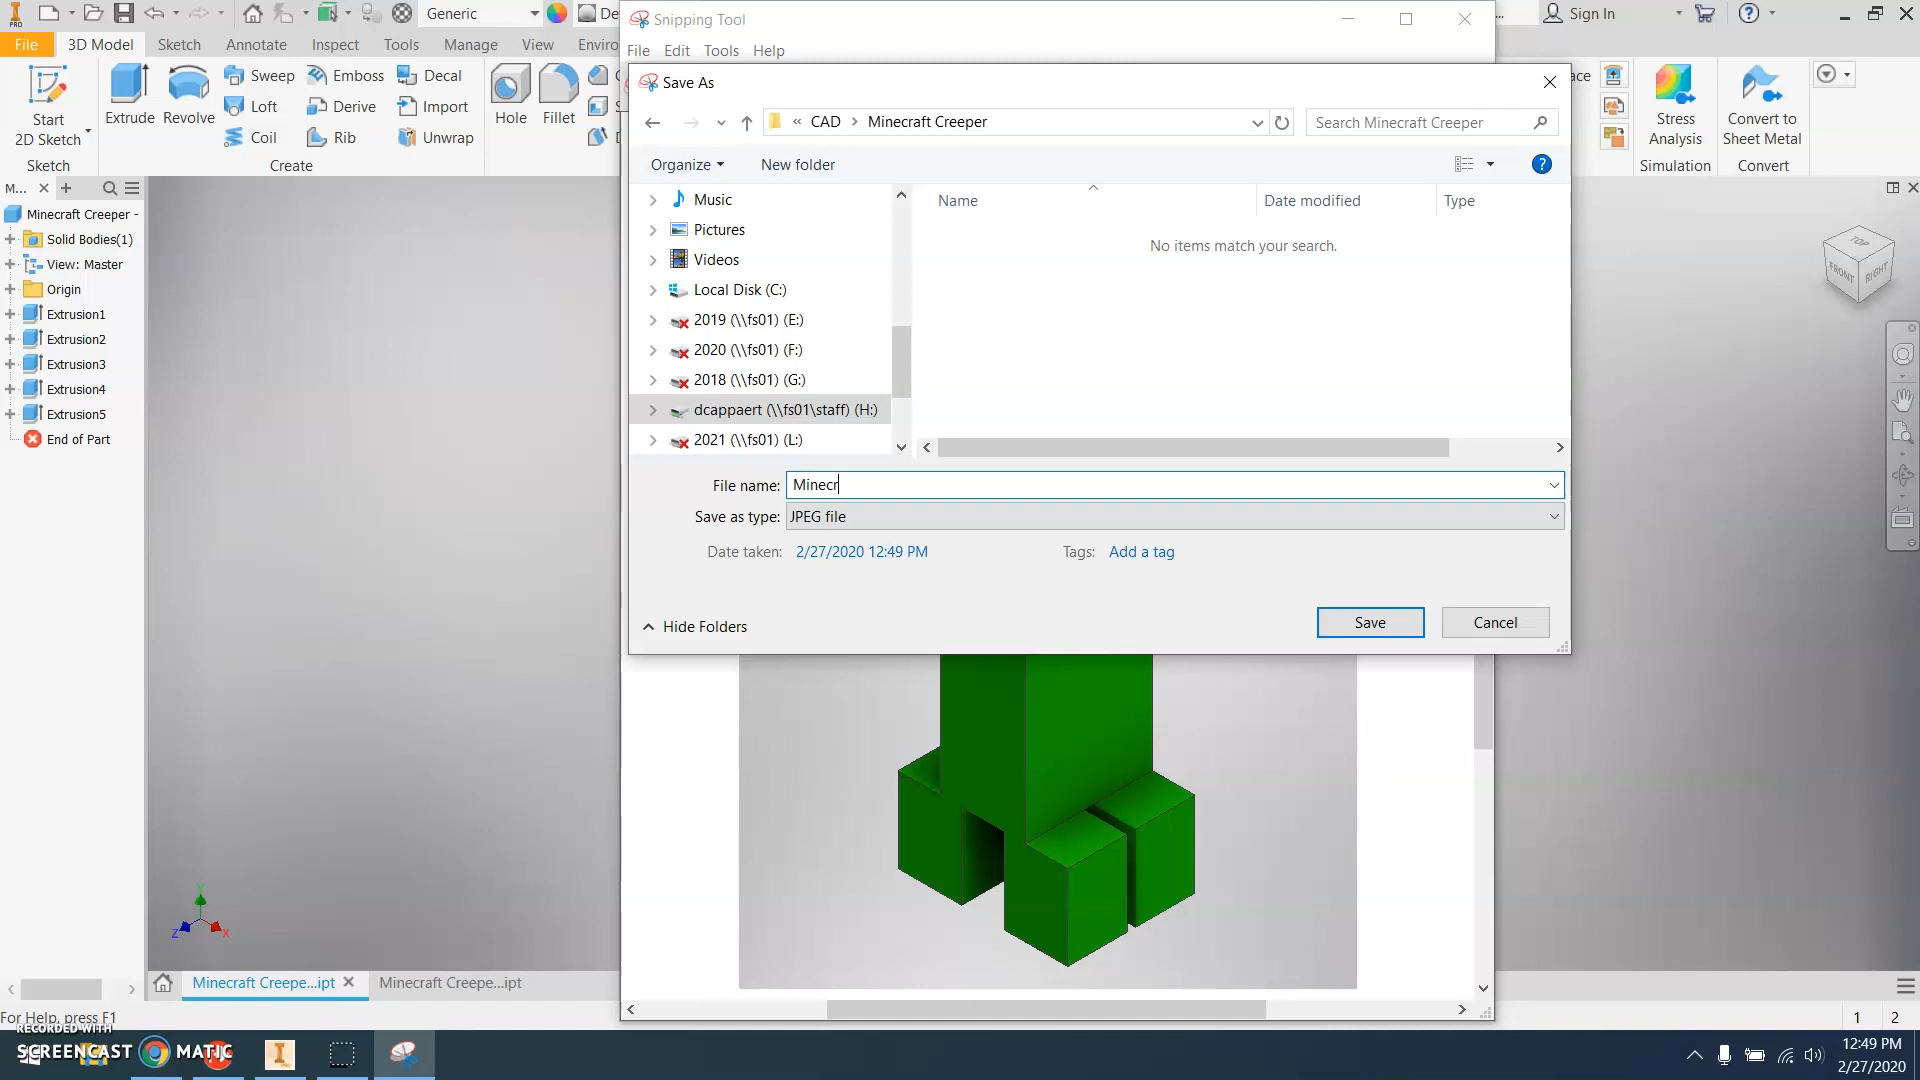 Generic
De
Sign In
File
3D Model
Sketch
Annotate
Inspect
Tools
Manage
View
Enviro
Start
2D Sketch
Sketch
Extrude
Revolve
Sweep
Loft
Coil
Emboss
Derive
Rib
Decal
Import
Unwrap
Create
Hole
Fillet
ace
Stress
Analysis
Simulation
Convert to
Sheet Metal
Convert
M...
Minecraft Creeper -
Solid Bodies(1)
View: Master
Origin
Extrusion1
Extrusion2
Extrusion3
Extrusion4
Extrusion5
End of Part
Snipping Tool
File Edit Tools Help
Save As
« CAD > Minecraft Creeper
Search Minecraft Creeper
Organize
New folder
Music
Pictures
Videos
Local Disk (C:)
2019 (\\fs01) (E:)
2020 (\\fs01) (F:)
2018 (\\fs01) (G:)
dcappaert (\\fs01\staff) (H:)
2021 (\\fs01) (L:)
Name Date modified Type
No items match your search.
File name: Minecr
Save as type: JPEG file
Date taken: 2/27/2020 12:49 PM
Tags: Add a tag
Hide Folders
Save
Cancel
TOP
FRONT
RIGHT
Y
Z
X
Minecraft Creepe...ipt
Minecraft Creepe...ipt
For Help, press F1
1 2
RECORDED WITH
SCREENCAST MATIC
12:49 PM
2/27/2020